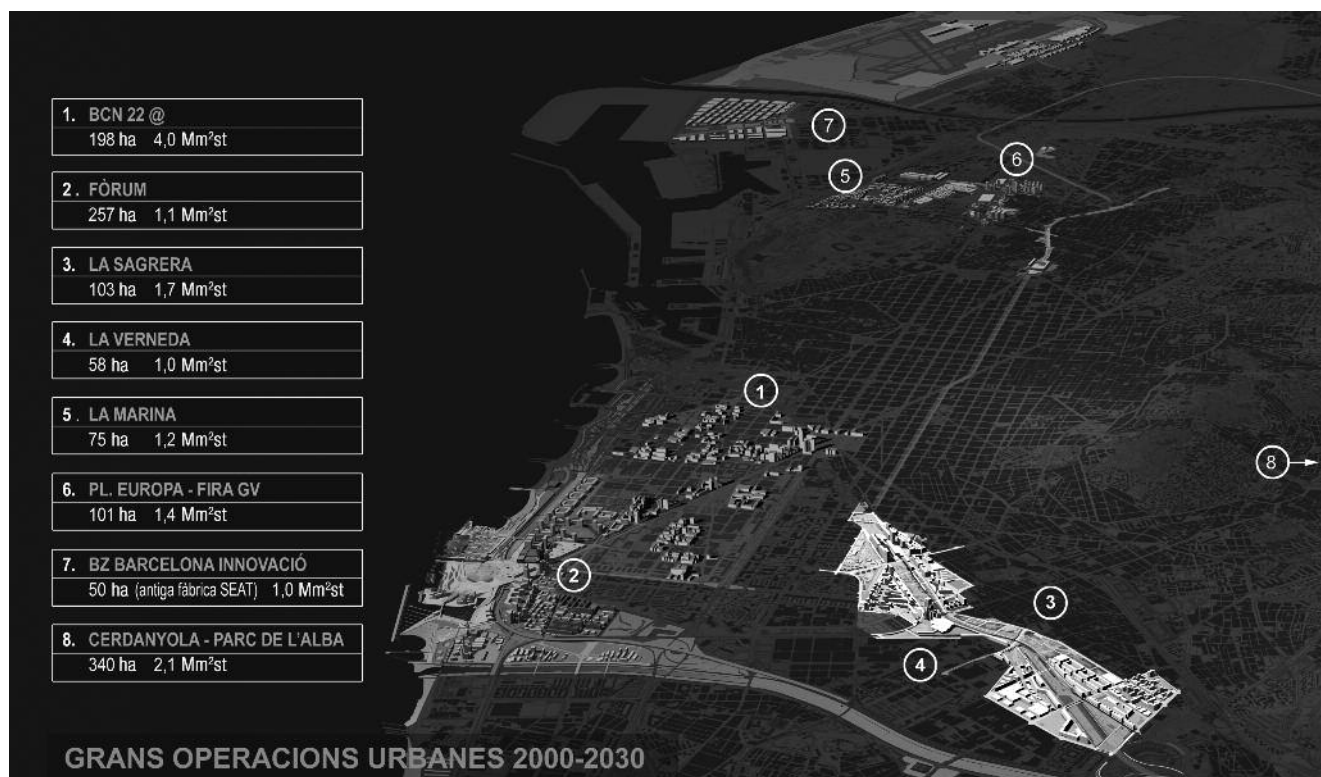 1. BCN 22 @
198 ha 4,0 Mm²st
2 . FÒRUM
257 ha 1,1 Mm²st
3. LA SAGRERA
103 ha 1,7 Mm²st
4. LA VERNEDA
58 ha 1,0 Mm²st
5 . LA MARINA
75 ha 1,2 Mm²st
6. PL. EUROPA - FIRA GV
101 ha 1,4 Mm²st
7. BZ BARCELONA INNOVACIÓ
50 ha (antiga fàbrica SEAT) 1,0 Mm²st
8. CERDANYOLA - PARC DE L'ALBA
340 ha 2,1 Mm²st
7
6
5
1
8
2
3
4
GRANS OPERACIONS URBANES 2000-2030